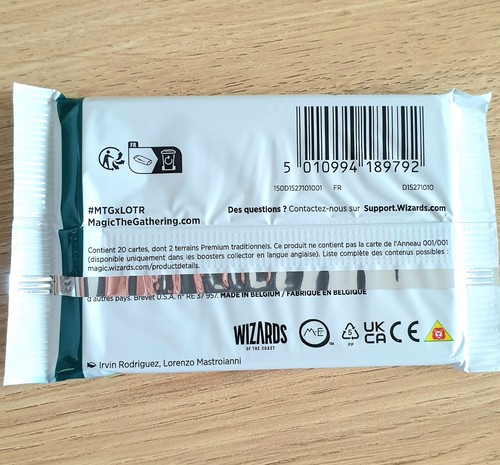 FR
5 010994 189792
150D1527101001 FR D15271010
#MTGxLOTR
MagicTheGathering.com
Des questions ? Contactez-nous sur Support.Wizards.com
Contient 20 cartes, dont 2 terrains Premium traditionnels. Ce produit ne contient pas la carte de l'Anneau 001/001
(disponible uniquement dans les boosters collector en langue anglaise). Liste complète des contenus possibles :
magic.wizards.com/productdetails.
d'autres pays. Brevet U.S.A. n° RE 37957. MADE IN BELGIUM / FABRIQUÉ EN BELGIQUE
WIZARDS
OF THE COAST
M-E
TM
5
PP
UK
CA
CE
Irvin Rodriguez, Lorenzo Mastroianni